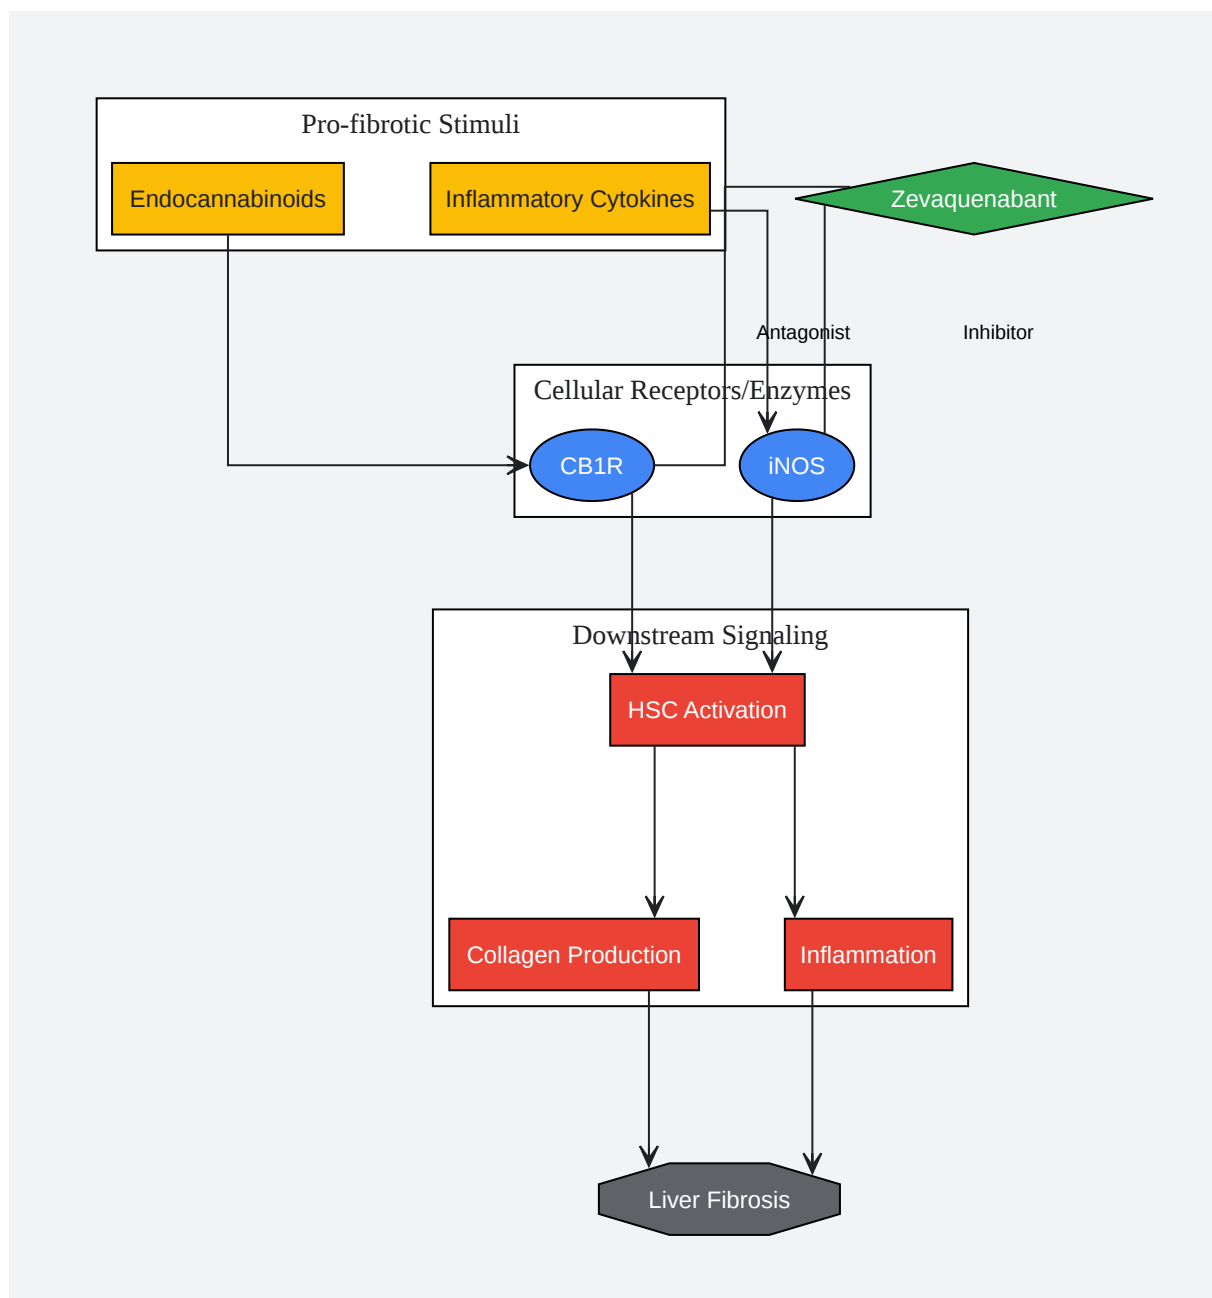 Pro-fibrotic Stimuli
Endocannabinoids
Inflammatory Cytokines
Zevaquenabant
Antagonist
Inhibitor
Cellular Receptors/Enzymes
CB1R
iNOS
Downstream Signaling
HSC Activation
Collagen Production
Inflammation
Liver Fibrosis